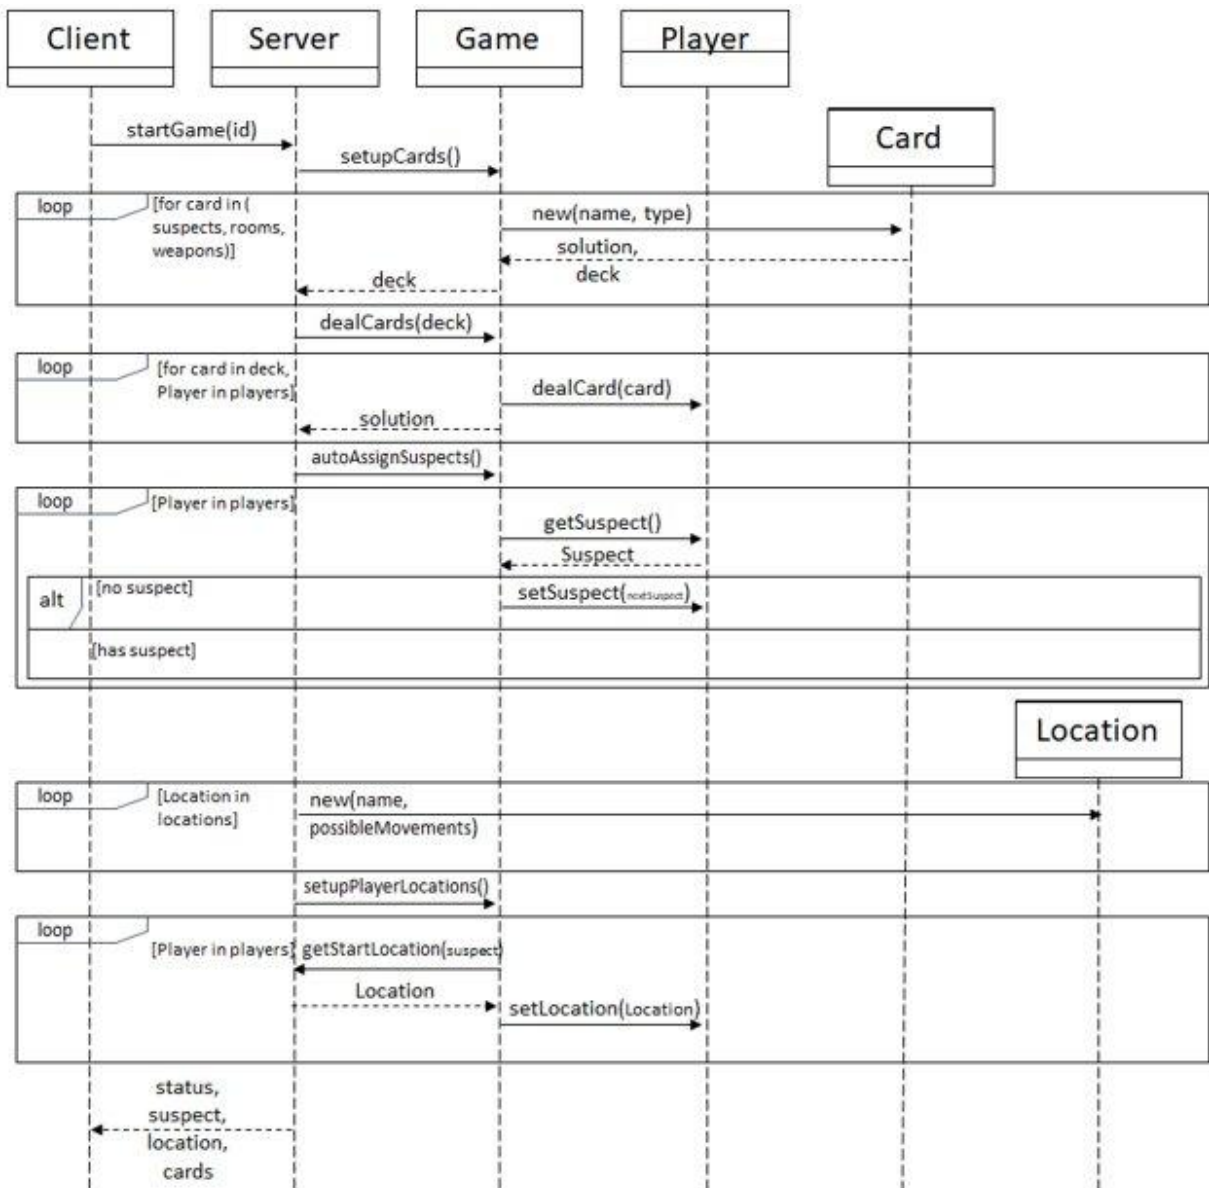 Client
Server
Game
Player
Card
startGame(id)
setupCards()
loop
[for card in (
suspects, rooms,
weapons)]
new(name, type)
solution,
deck
deck
dealCards(deck)
loop
[for card in deck,
Player in players]
dealCard(card)
solution
autoAssignSuspects()
loop
[Player in players]
getSuspect()
Suspect
alt
[no suspect]
setSuspect(nextSuspect)
[has suspect]
Location
loop
[Location in
locations]
new(name,
possibleMovements)
setupPlayerLocations()
loop
[Player in players]
getStartLocation(suspect)
Location
setLocation(Location)
status,
suspect,
location,
cards